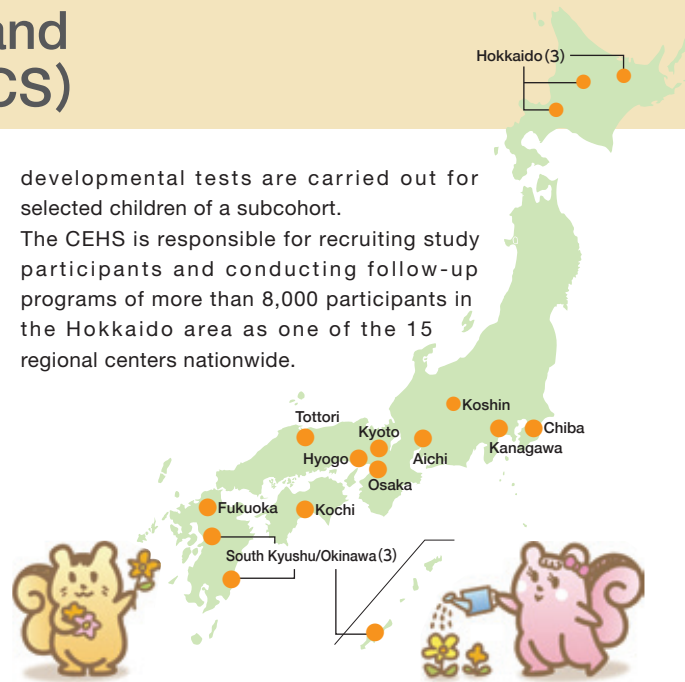 and
CS)
Hokkaido(3)
developmental tests are carried out for
selected children of a subcohort.
The CEHS is responsible for recruiting study
participants and conducting follow-up
programs of more than 8,000 participants in
the Hokkaido area as one of the 15
regional centers nationwide.
Koshin
Tottori
Chiba
Kyoto
Kanagawa
Hyogo
Aichi
Osaka
Fukuoka
Kochi
South Kyushu/Okinawa(3)